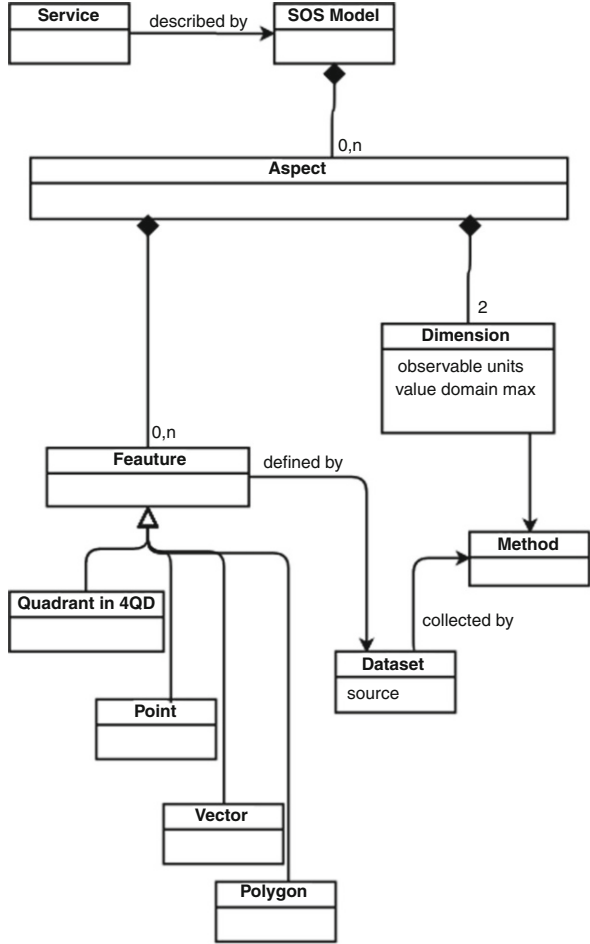 Service
described by
SOS Model
0,n
Aspect
2
Dimension
observable units
value domain max
0,n
Feauture
defined by
Method
Quadrant in 4QD
collected by
Dataset
source
Point
Vector
Polygon